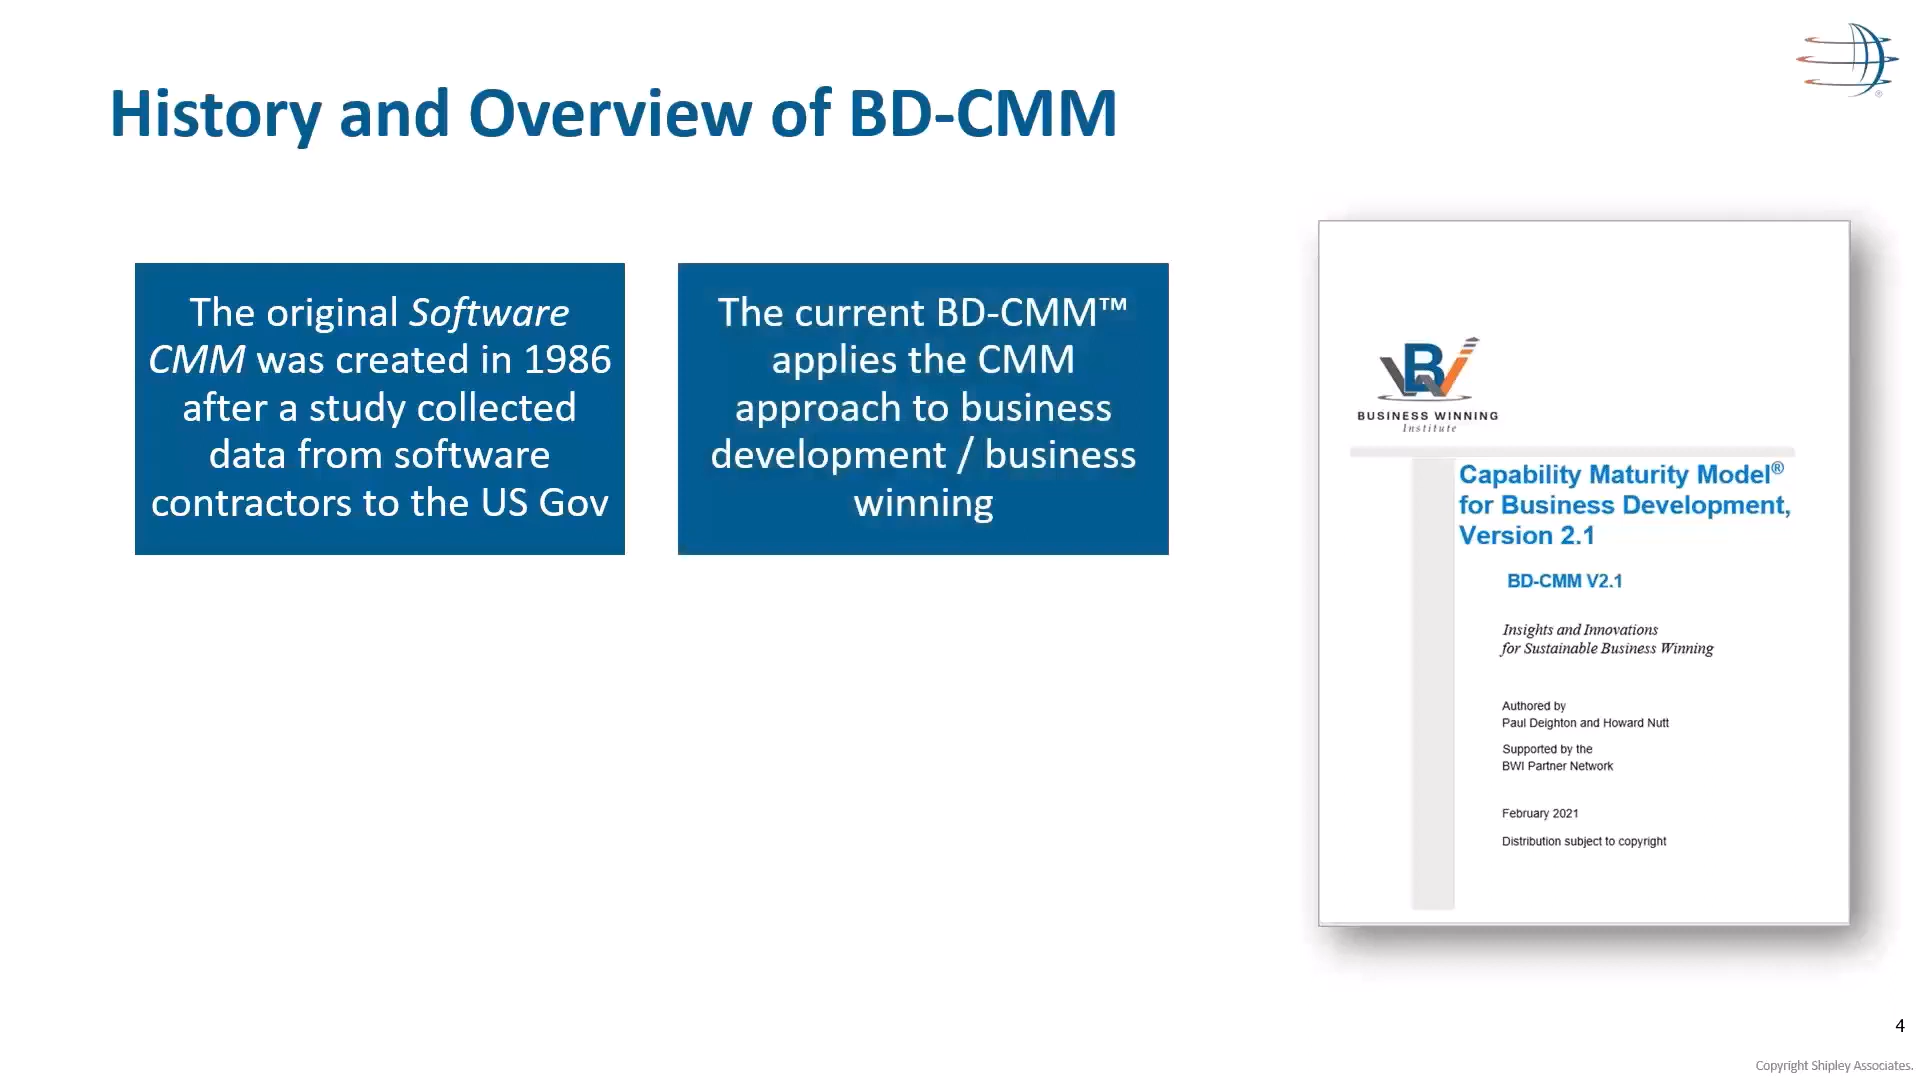 History and Overview of BD-CMM
The original Software
CMM was created in 1986
after a study collected
data from software
contractors to the US Gov
The current BD-CMM™
applies the CMM
approach to business
development / business
winning
BW
BUSINESS WINNING
Institute
Capability Maturity Model®
for Business Development,
Version 2.1
BD-CMM V2.1
Insights and Innovations
for Sustainable Business Winning
Authored by
Paul Deighton and Howard Nutt
Supported by the
BWI Partner Network
February 2021
Distribution subject to copyright
®
4
Copyright Shipley Associates.